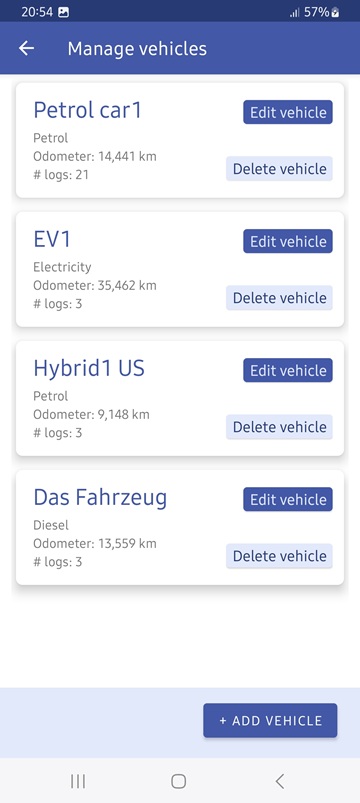 20:54 57%
Manage vehicles
Petrol car1
Edit vehicle
Petrol
Odometer: 14,441 km
# logs: 21
Delete vehicle
EV1
Edit vehicle
Electricity
Odometer: 35,462 km
# logs: 3
Delete vehicle
Hybrid1 US
Edit vehicle
Petrol
Odometer: 9,148 km
# logs: 3
Delete vehicle
Das Fahrzeug
Edit vehicle
Diesel
Odometer: 13,559 km
# logs: 3
Delete vehicle
+ ADD VEHICLE